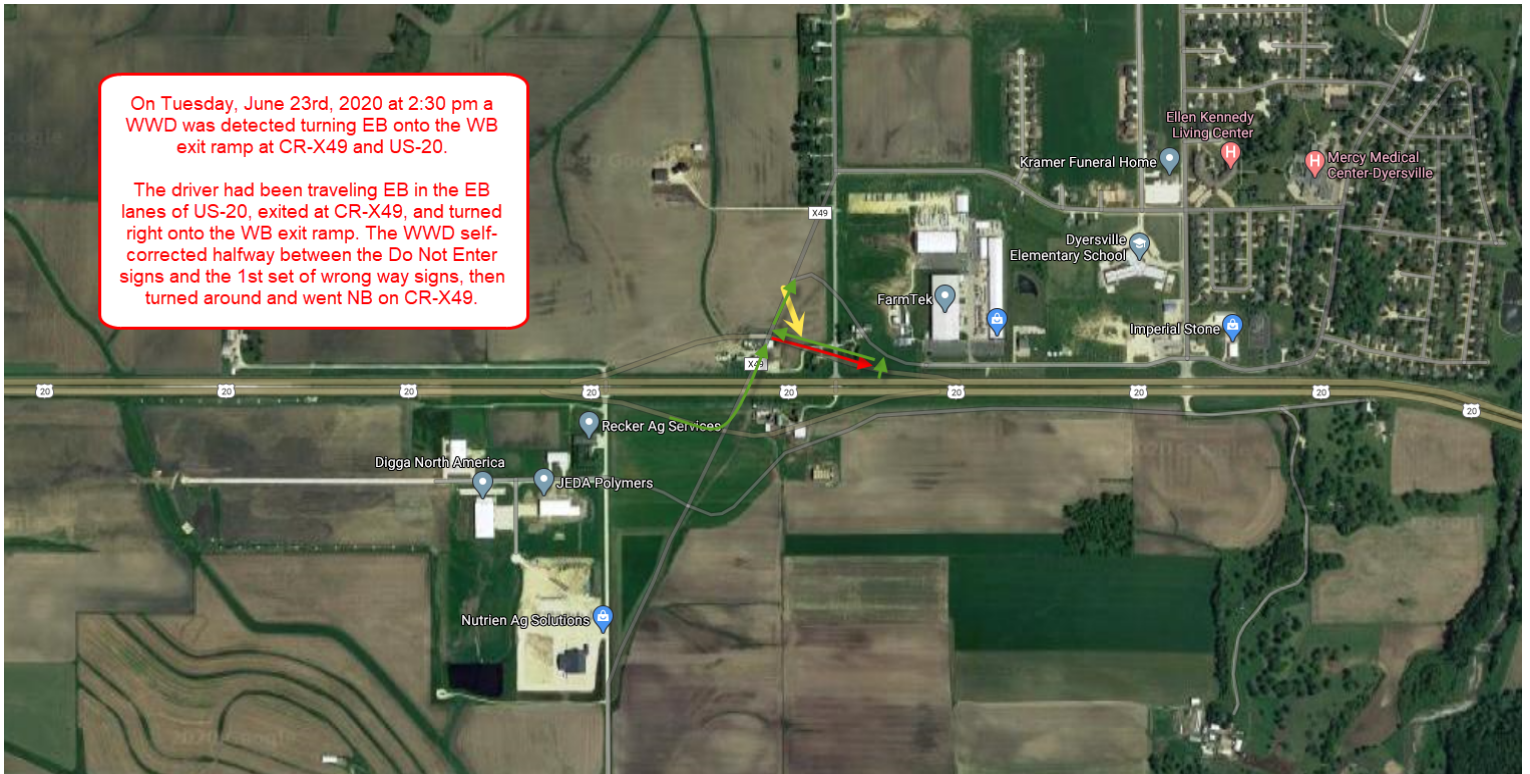 On Tuesday, June 23rd, 2020 at 2:30 pm a
WWD was detected turning EB onto the WB
exit ramp at CR-X49 and US-20.
The driver had been traveling EB in the EB
lanes of US-20, exited at CR-X49, and turned
right onto the WB exit ramp. The WWD self-
corrected halfway between the Do Not Enter
signs and the 1st set of wrong way signs, then
turned around and went NB on CR-X49.
Ellen Kennedy
Living Center
H
Kramer Funeral Home
H
Mercy Medical
Center-Dyersville
X49
Dyersville
Elementary School
FarmTek
Imperial Stone
X49
20
20
20
20
20
20
20
20
20
Recker Ag Services
Digga North America
JEDA Polymers
Nutrien Ag Solutions